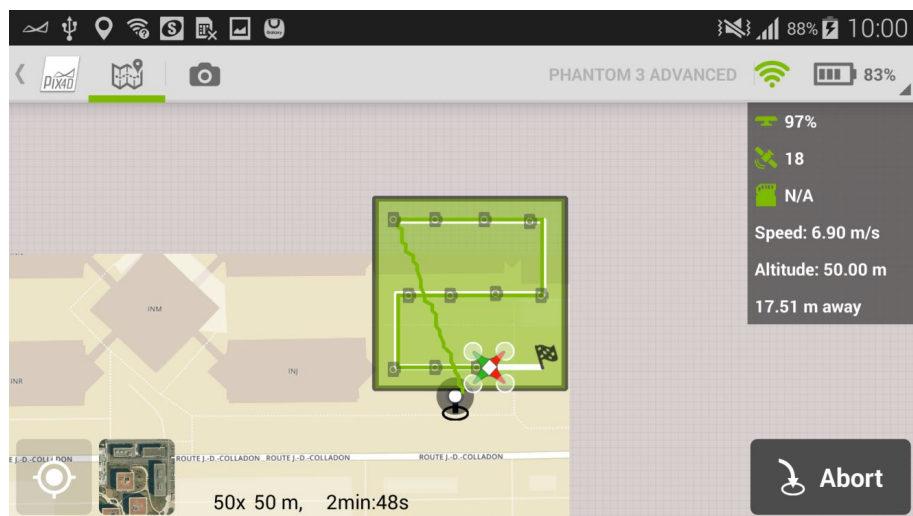 88% 10:00
PIX4D PHANTOM 3 ADVANCED 83%
97%
18
N/A
Speed: 6.90 m/s
Altitude: 50.00 m
17.51 m away
INM
INJ
INR
ROUTE J.-D.-COLLADON ROUTE J.-D.-COLLADON ROUTE J.-D.-COLLADON
50x 50 m, 2min:48s
Abort